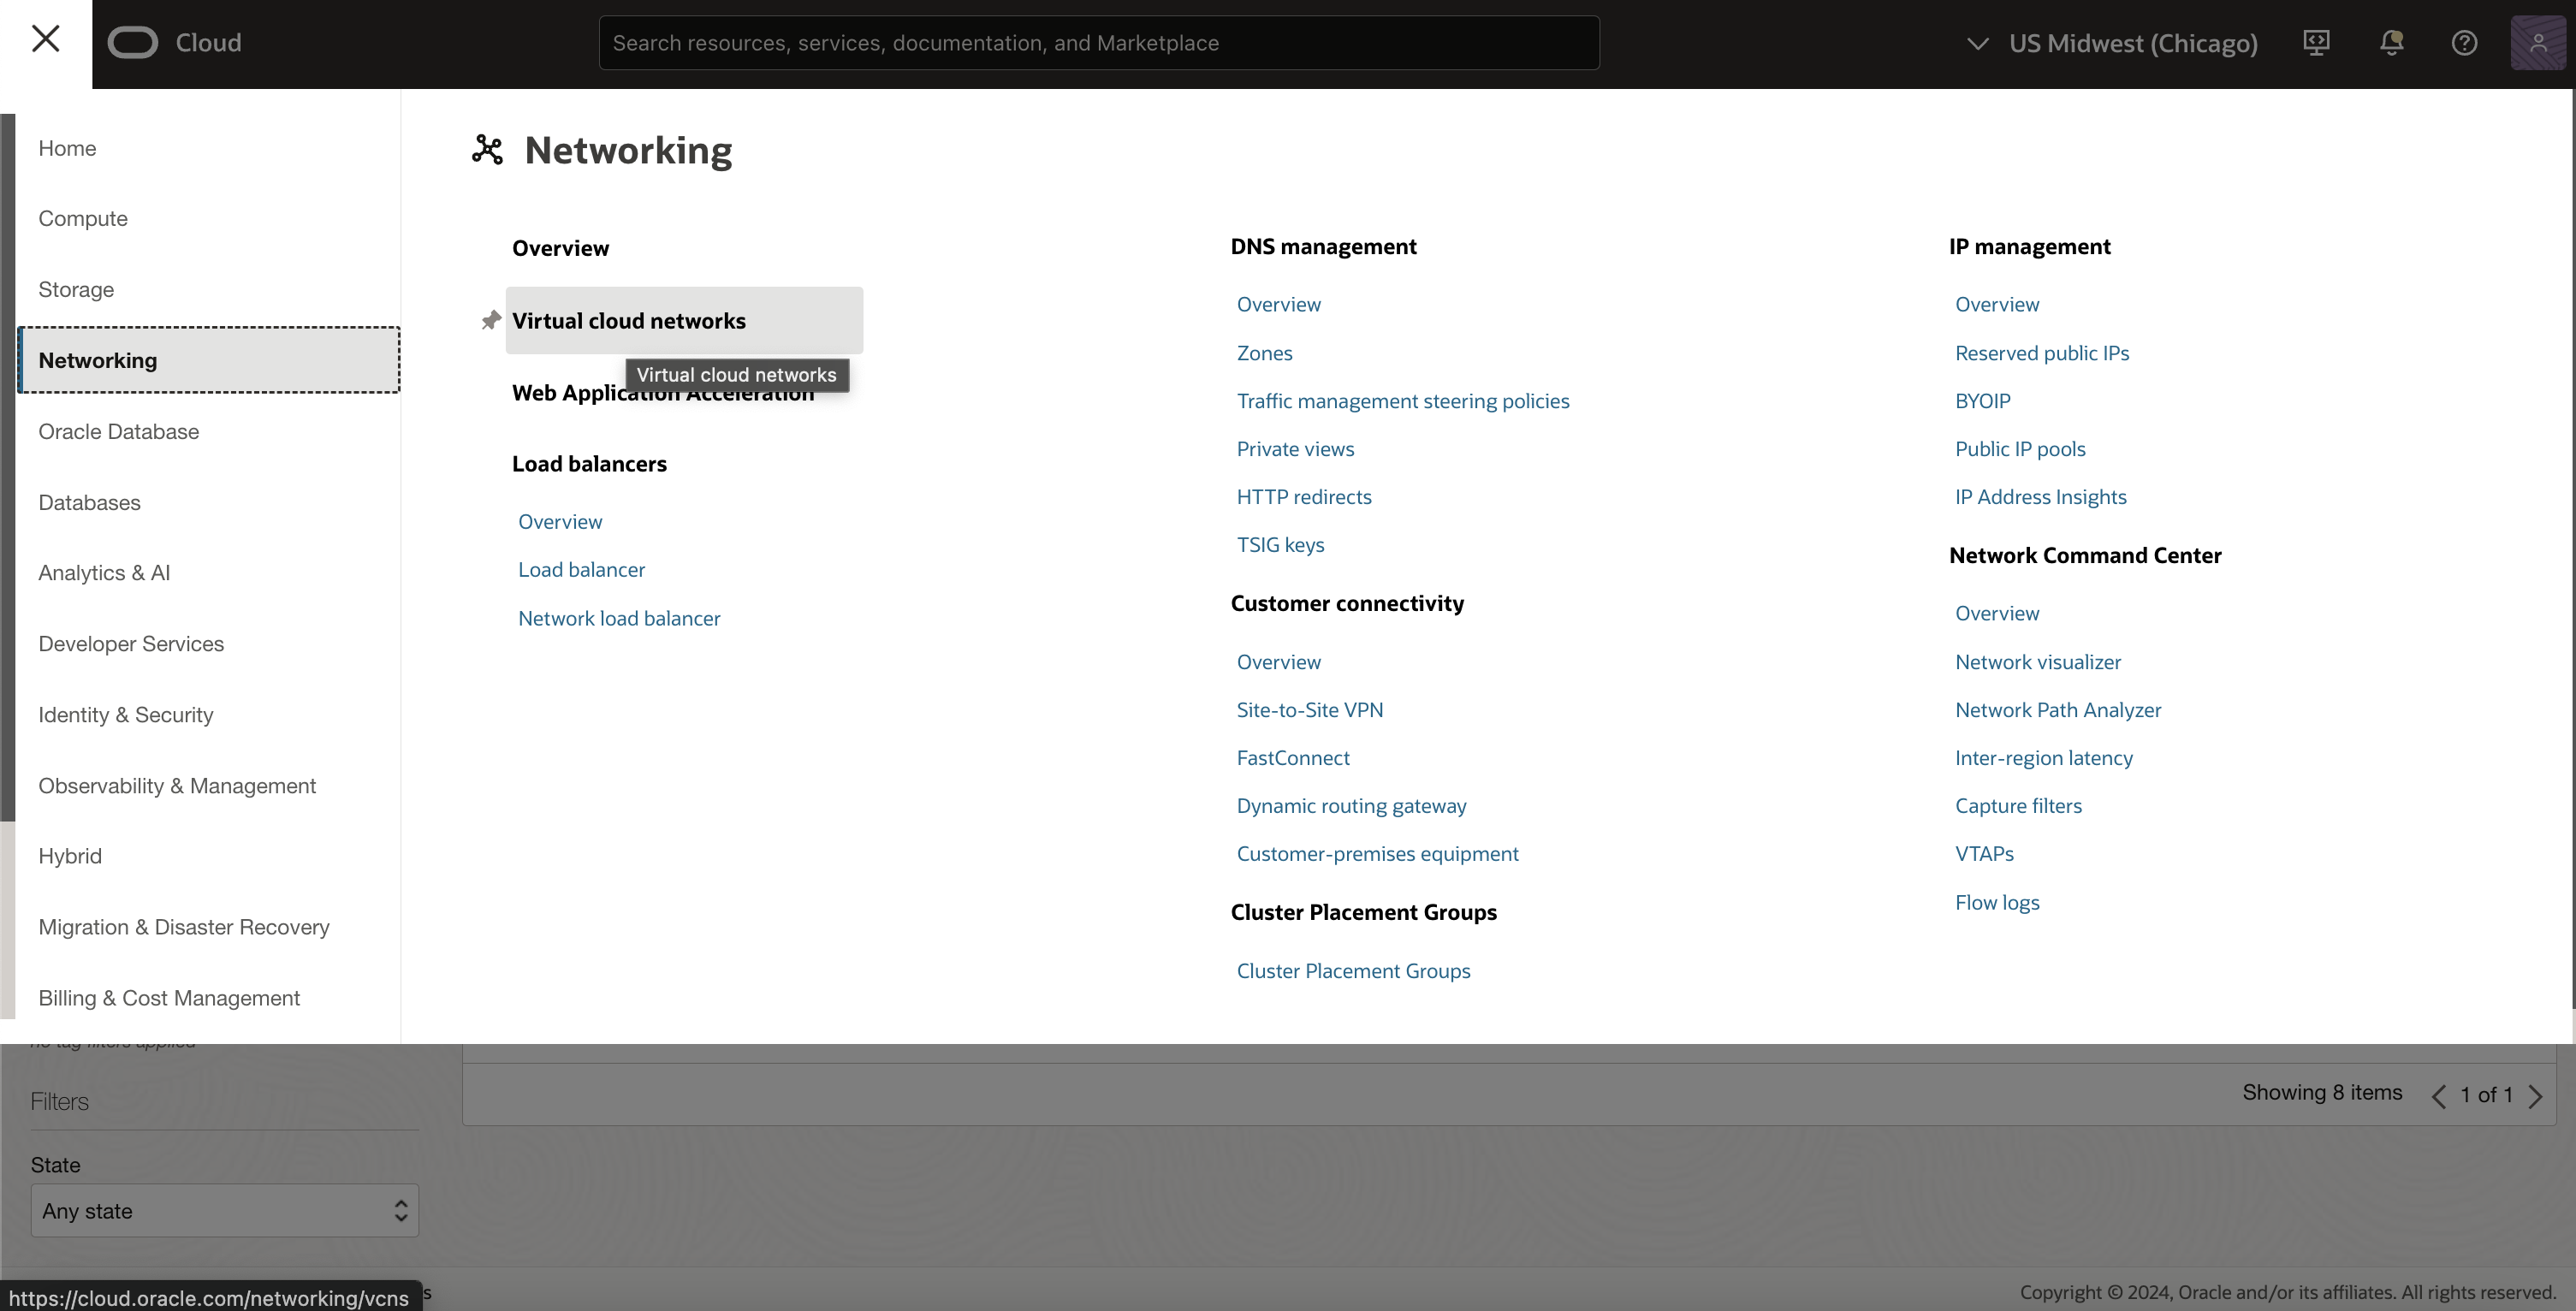 Cloud
Search resources, services, documentation, and Marketplace
US Midwest (Chicago)
Home
Compute
Storage
Networking
Oracle Database
Databases
Analytics & AI
Developer Services
Identity & Security
Observability & Management
Hybrid
Migration & Disaster Recovery
Billing & Cost Management
Networking
Overview
Virtual cloud networks
Virtual cloud networks
Web Application Acceleration
Load balancers
Overview
Load balancer
Network load balancer
DNS management
Overview
Zones
Traffic management steering policies
Private views
HTTP redirects
TSIG keys
Customer connectivity
Overview
Site-to-Site VPN
FastConnect
Dynamic routing gateway
Customer-premises equipment
Cluster Placement Groups
Cluster Placement Groups
IP management
Overview
Reserved public IPs
BYOIP
Public IP pools
IP Address Insights
Network Command Center
Overview
Network visualizer
Network Path Analyzer
Inter-region latency
Capture filters
VTAPs
Flow logs
no tag filters applied
Filters
State
Any state
Showing 8 items
1 of 1
https://cloud.oracle.com/networking/vcns
Copyright © 2024, Oracle and/or its affiliates. All rights reserved.